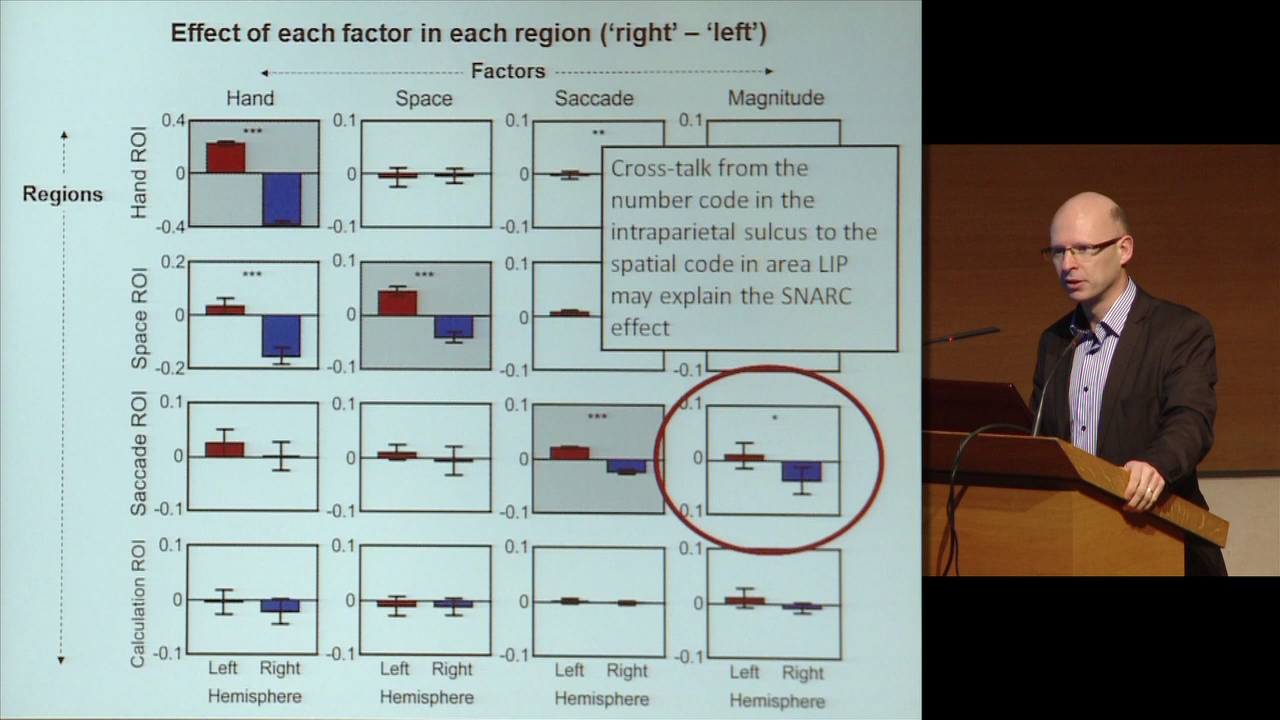 Effect of each factor in each region ('right' – 'left')
Factors
Hand Space Saccade Magnitude
Regions
Hand ROI
0.4 0 -0.4
***
0.1 0 -0.1
0.1 0 -0.1
**
0.1
Cross-talk from the
number code in the
intraparietal sulcus to the
spatial code in area LIP
may explain the SNARC
effect
Space ROI
0.2 0 -0.2
***
0.1 0 -0.1
***
0.1 0 -0.1
-0.1
Saccade ROI
0.1 0 -0.1
0.1 0 -0.1
0.1 0 -0.1
***
0.1 0 0.1
*
Calculation ROI
0.1 0 -0.1
0.1 0 -0.1
0.1 0 -0.1
0.1 0 -0.1
Left Right Left Right Left Right Left Right
Hemisphere Hemisphere Hemisphere Hemisphere